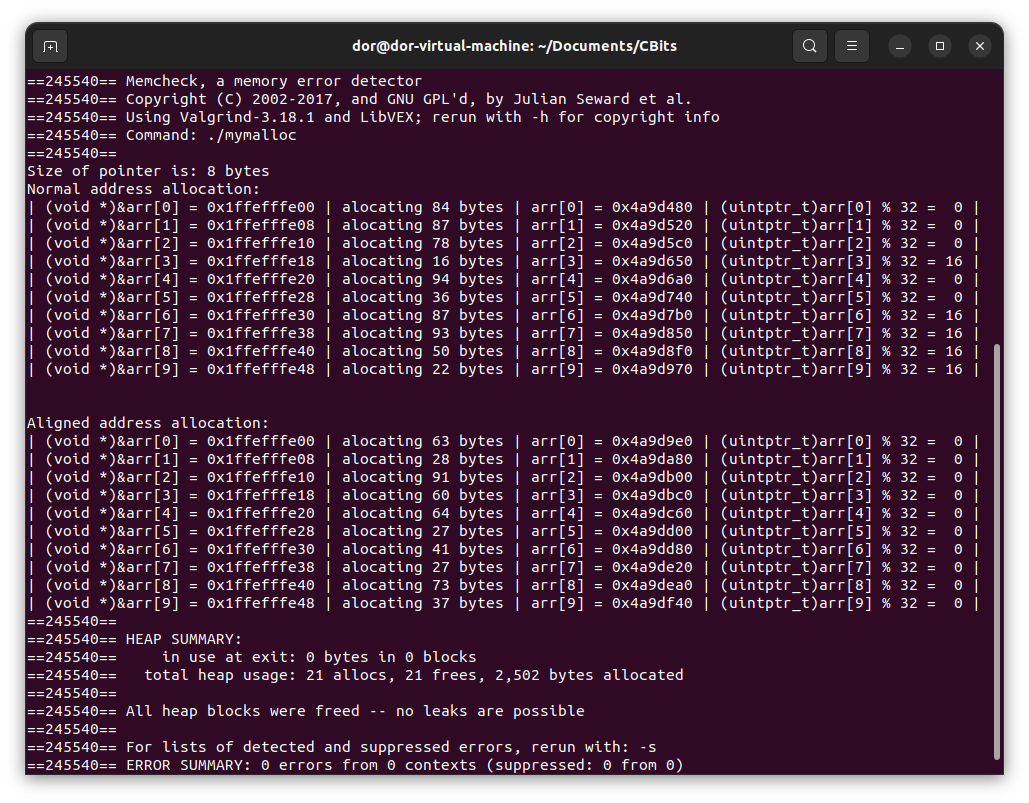 dor@dor-virtual-machine: ~/Documents/CBits
==245540== Memcheck, a memory error detector
==245540== Copyright (C) 2002-2017, and GNU GPL'd, by Julian Seward et al.
==245540== Using Valgrind-3.18.1 and LibVEX; rerun with -h for copyright info
==245540== Command: ./mymalloc
==245540==
Size of pointer is: 8 bytes
Normal address allocation:
| (void *)&arr[0] = 0x1ffefffe00 | alocating 84 bytes | arr[0] = 0x4a9d480 | (uintptr_t)arr[0] % 32 =  0 |
| (void *)&arr[1] = 0x1ffefffe08 | alocating 87 bytes | arr[1] = 0x4a9d520 | (uintptr_t)arr[1] % 32 =  0 |
| (void *)&arr[2] = 0x1ffefffe10 | alocating 78 bytes | arr[2] = 0x4a9d5c0 | (uintptr_t)arr[2] % 32 =  0 |
| (void *)&arr[3] = 0x1ffefffe18 | alocating 16 bytes | arr[3] = 0x4a9d650 | (uintptr_t)arr[3] % 32 = 16 |
| (void *)&arr[4] = 0x1ffefffe20 | alocating 94 bytes | arr[4] = 0x4a9d6a0 | (uintptr_t)arr[4] % 32 =  0 |
| (void *)&arr[5] = 0x1ffefffe28 | alocating 36 bytes | arr[5] = 0x4a9d740 | (uintptr_t)arr[5] % 32 =  0 |
| (void *)&arr[6] = 0x1ffefffe30 | alocating 87 bytes | arr[6] = 0x4a9d7b0 | (uintptr_t)arr[6] % 32 = 16 |
| (void *)&arr[7] = 0x1ffefffe38 | alocating 93 bytes | arr[7] = 0x4a9d850 | (uintptr_t)arr[7] % 32 = 16 |
| (void *)&arr[8] = 0x1ffefffe40 | alocating 50 bytes | arr[8] = 0x4a9d8f0 | (uintptr_t)arr[8] % 32 = 16 |
| (void *)&arr[9] = 0x1ffefffe48 | alocating 22 bytes | arr[9] = 0x4a9d970 | (uintptr_t)arr[9] % 32 = 16 |
Aligned address allocation:
| (void *)&arr[0] = 0x1ffefffe00 | alocating 63 bytes | arr[0] = 0x4a9d9e0 | (uintptr_t)arr[0] % 32 =  0 |
| (void *)&arr[1] = 0x1ffefffe08 | alocating 28 bytes | arr[1] = 0x4a9da80 | (uintptr_t)arr[1] % 32 =  0 |
| (void *)&arr[2] = 0x1ffefffe10 | alocating 91 bytes | arr[2] = 0x4a9db00 | (uintptr_t)arr[2] % 32 =  0 |
| (void *)&arr[3] = 0x1ffefffe18 | alocating 60 bytes | arr[3] = 0x4a9dbc0 | (uintptr_t)arr[3] % 32 =  0 |
| (void *)&arr[4] = 0x1ffefffe20 | alocating 64 bytes | arr[4] = 0x4a9dc60 | (uintptr_t)arr[4] % 32 =  0 |
| (void *)&arr[5] = 0x1ffefffe28 | alocating 27 bytes | arr[5] = 0x4a9dd00 | (uintptr_t)arr[5] % 32 =  0 |
| (void *)&arr[6] = 0x1ffefffe30 | alocating 41 bytes | arr[6] = 0x4a9dd80 | (uintptr_t)arr[6] % 32 =  0 |
| (void *)&arr[7] = 0x1ffefffe38 | alocating 27 bytes | arr[7] = 0x4a9de20 | (uintptr_t)arr[7] % 32 =  0 |
| (void *)&arr[8] = 0x1ffefffe40 | alocating 73 bytes | arr[8] = 0x4a9dea0 | (uintptr_t)arr[8] % 32 =  0 |
| (void *)&arr[9] = 0x1ffefffe48 | alocating 37 bytes | arr[9] = 0x4a9df40 | (uintptr_t)arr[9] % 32 =  0 |
==245540==
==245540== HEAP SUMMARY:
==245540==     in use at exit: 0 bytes in 0 blocks
==245540==   total heap usage: 21 allocs, 21 frees, 2,502 bytes allocated
==245540==
==245540== All heap blocks were freed -- no leaks are possible
==245540==
==245540== For lists of detected and suppressed errors, rerun with: -s
==245540== ERROR SUMMARY: 0 errors from 0 contexts (suppressed: 0 from 0)